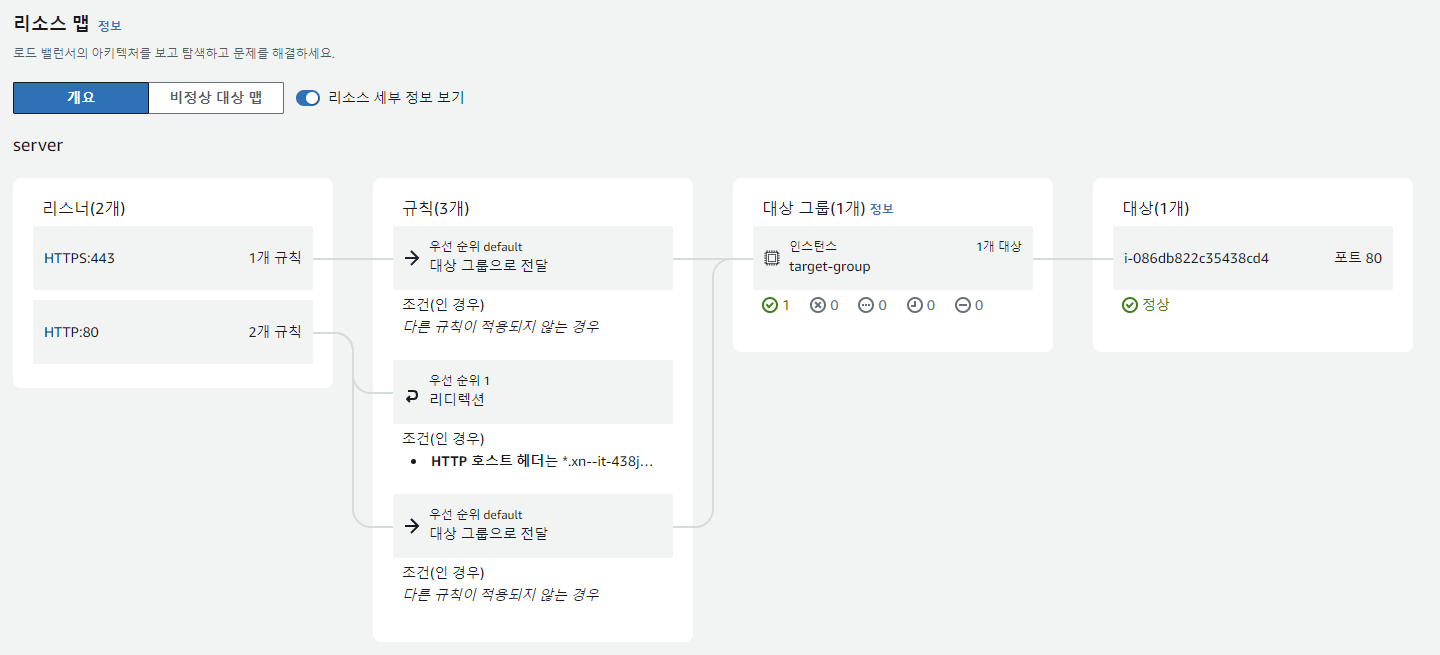 리소스 맵 정보
로드 밸런서의 아키텍처를 보고 탐색하고 문제를 해결하세요.
개요 비정상 대상 맵 리소스 세부 정보 보기
server
리스너(2개)
HTTPS:443 1개 규칙
HTTP:80 2개 규칙
규칙(3개)
우선 순위 default
대상 그룹으로 전달
조건(인 경우)
다른 규칙이 적용되지 않는 경우
우선 순위 1
리디렉션
조건(인 경우)
• HTTP 호스트 헤더는 *.xn--it-438j...
우선 순위 default
대상 그룹으로 전달
조건(인 경우)
다른 규칙이 적용되지 않는 경우
대상 그룹(1개) 정보
인스턴스 1개 대상
target-group
1 0 0 0 0
대상(1개)
i-086db822c35438cd4 포트 80
정상